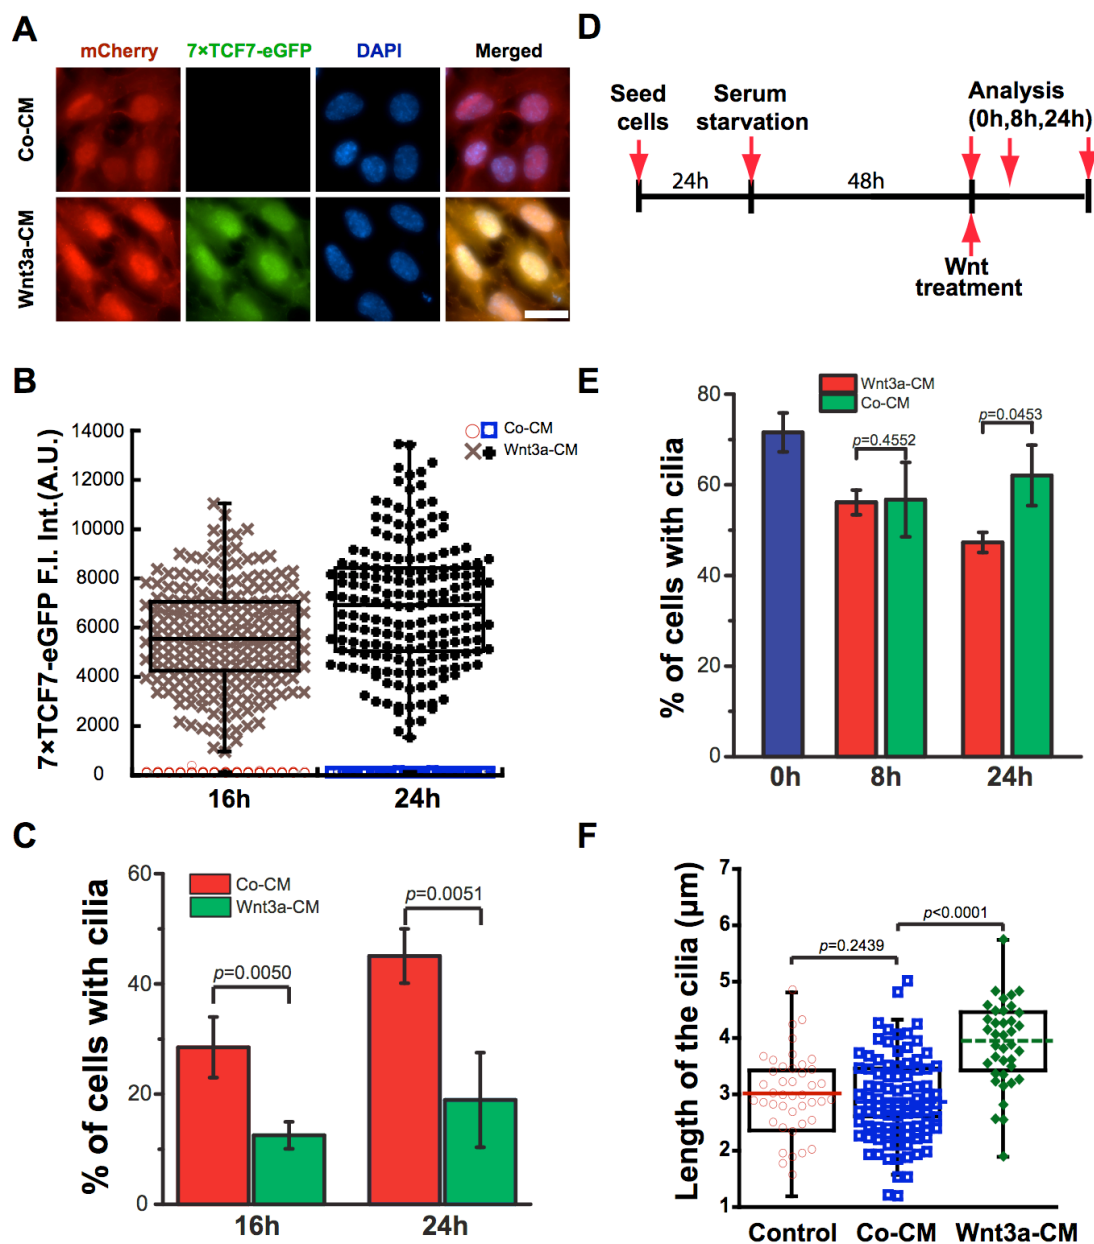 A
mCherry 7×TCF7-eGFP DAPI Merged
Co-CM
Wnt3a-CM
B
7×TCF7-eGFP F.I. Int.(A.U.)
14000
12000
10000
8000
6000
4000
2000
0
Co-CM
Wnt3a-CM
16h 24h
C
% of cells with cilia
60
40
20
0
Co-CM
Wnt3a-CM
p=0.0050
p=0.0051
16h 24h
D
Seed
cells
Serum
starvation
Analysis
(0h,8h,24h)
24h 48h
Wnt
treatment
E
% of cells with cilia
80
60
40
20
0
Wnt3a-CM
Co-CM
p=0.4552
p=0.0453
0h 8h 24h
F
Length of the cilia (μm)
7
6
5
4
3
2
1
p=0.2439
p<0.0001
Control Co-CM Wnt3a-CM